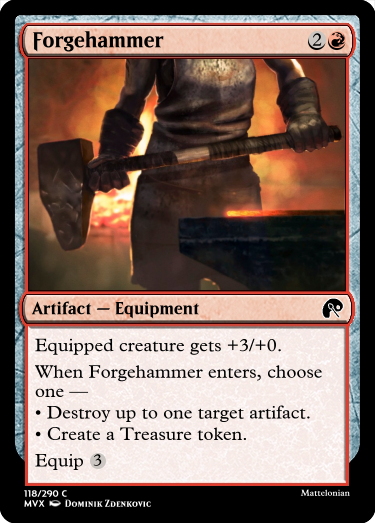 Forgehammer 2
Artifact — Equipment
Equipped creature gets +3/+0.
When Forgehammer enters, choose
one —
• Destroy up to one target artifact.
• Create a Treasure token.
Equip 3
118/290 C
Mattelonian
MVX Dominik Zdenkovic